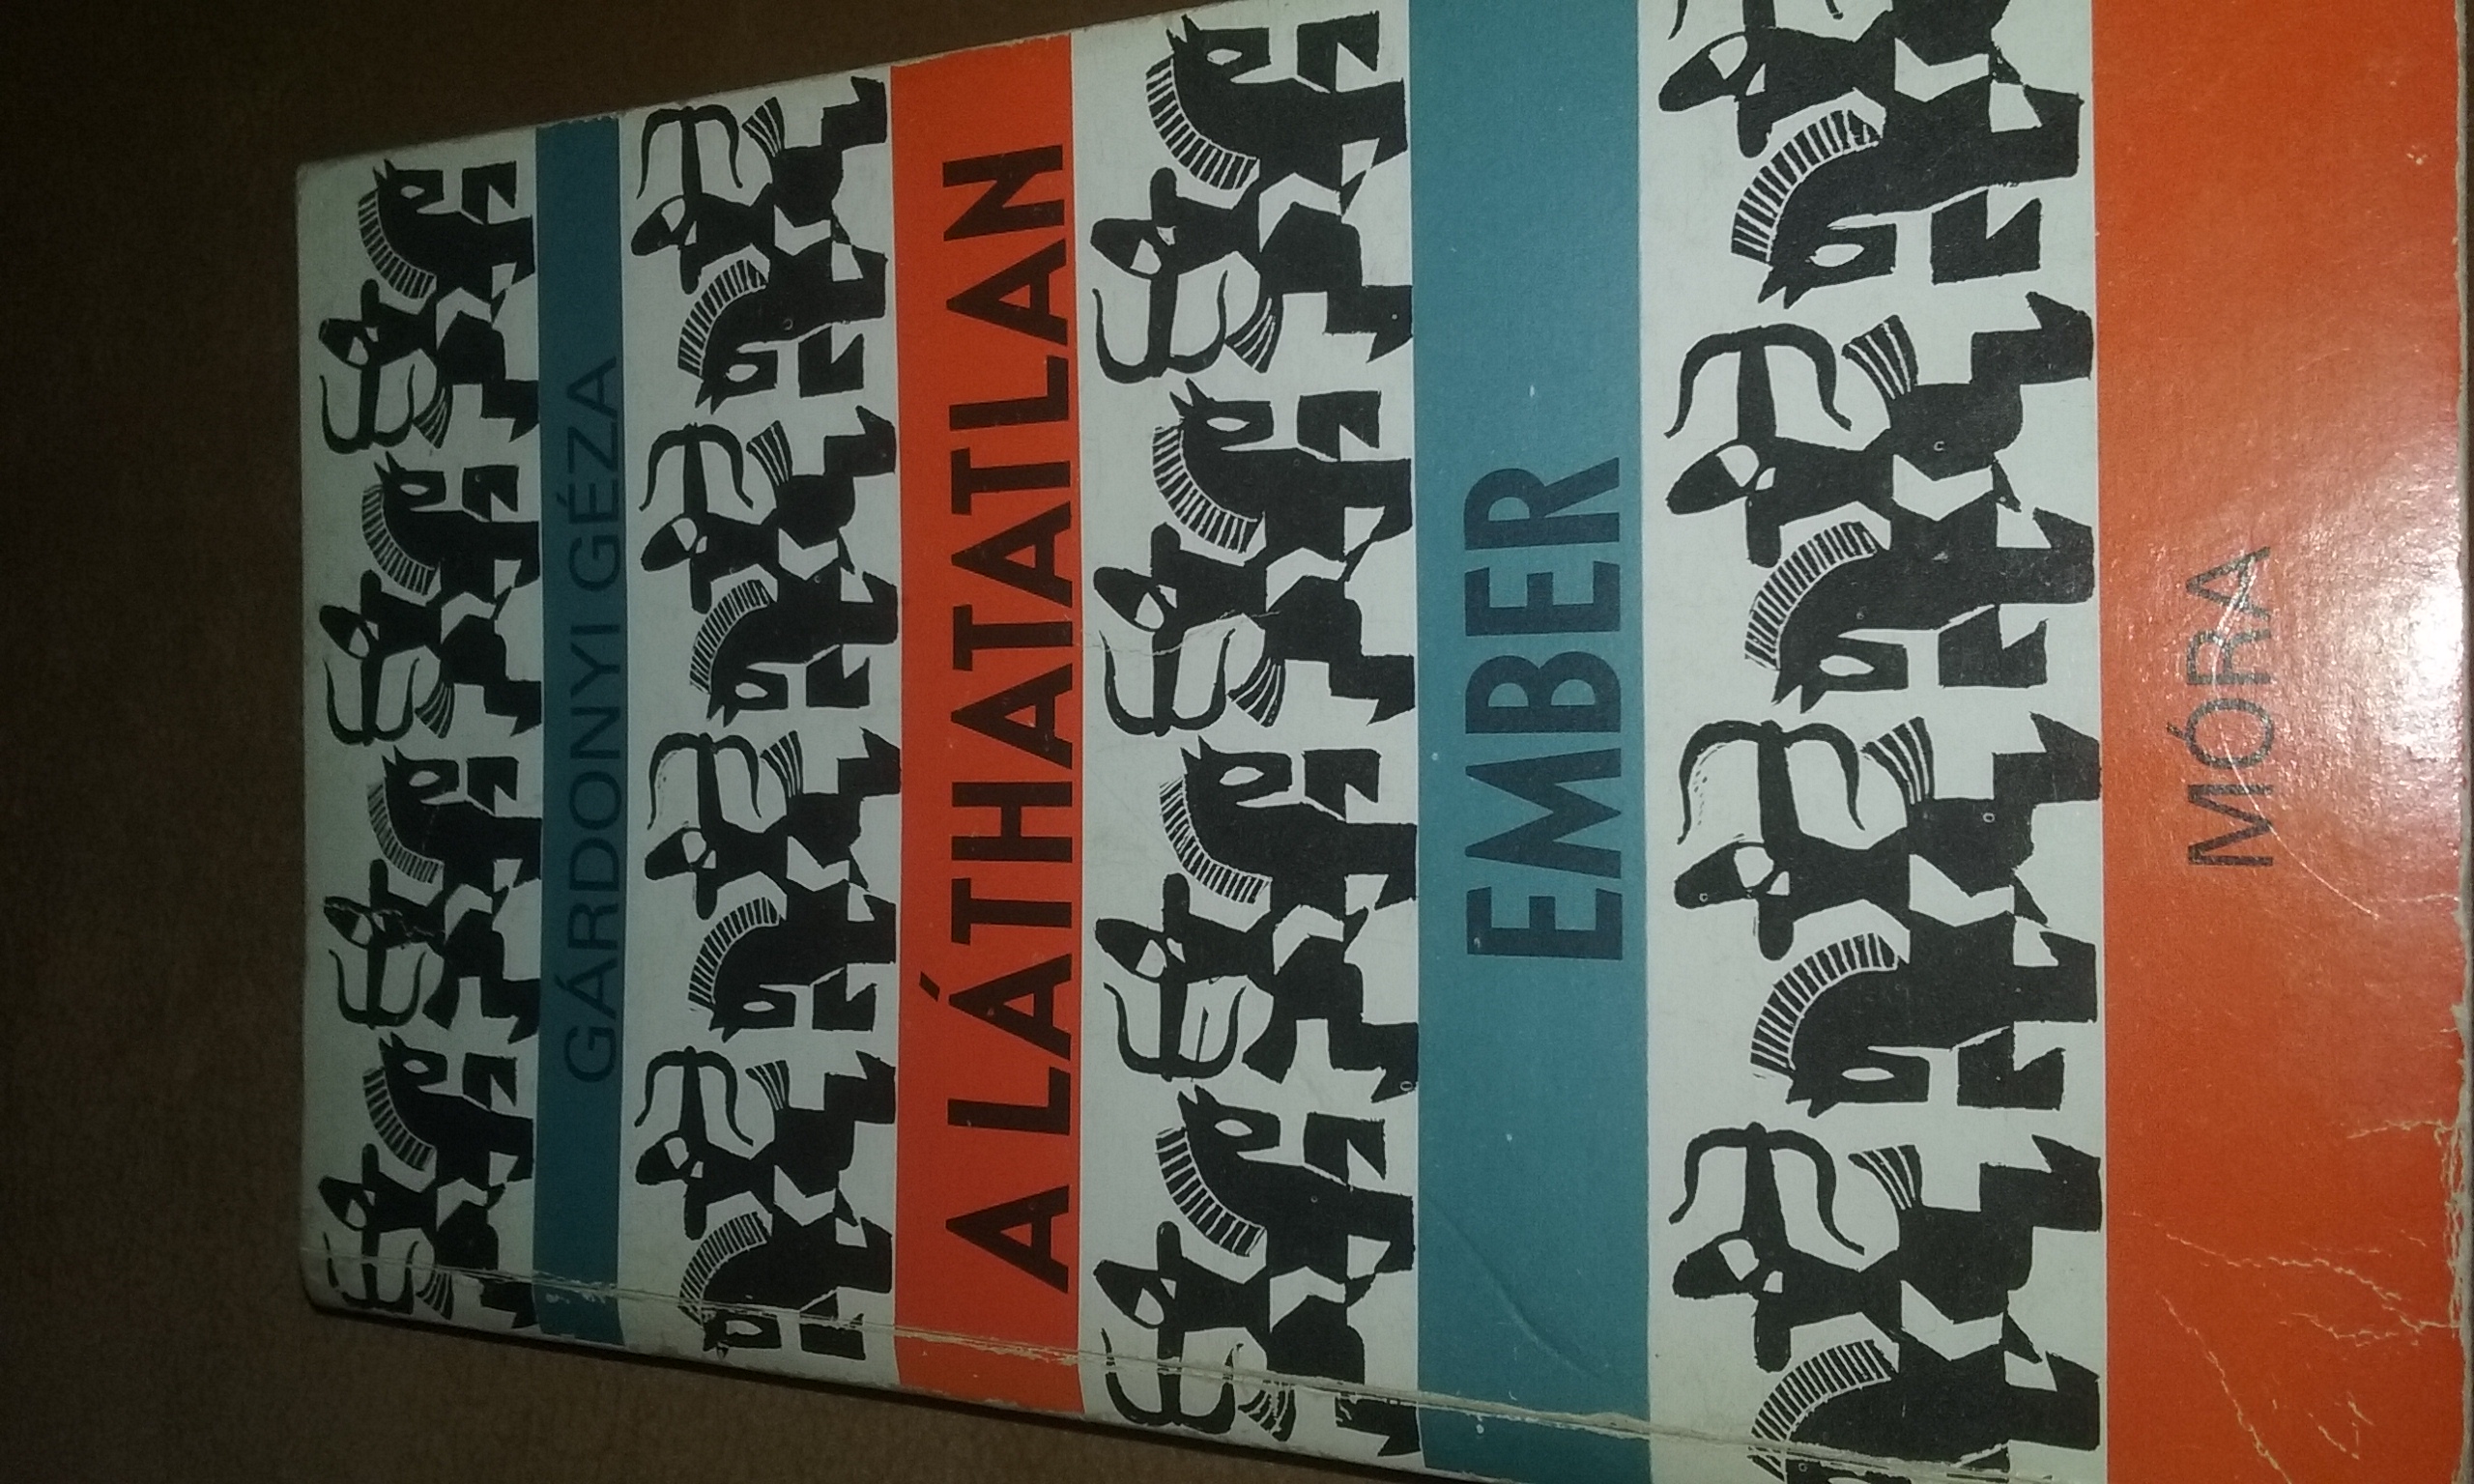 GÁRDONYI GÉZA
A LÁTHATATLAN
EMBER
MÓRA